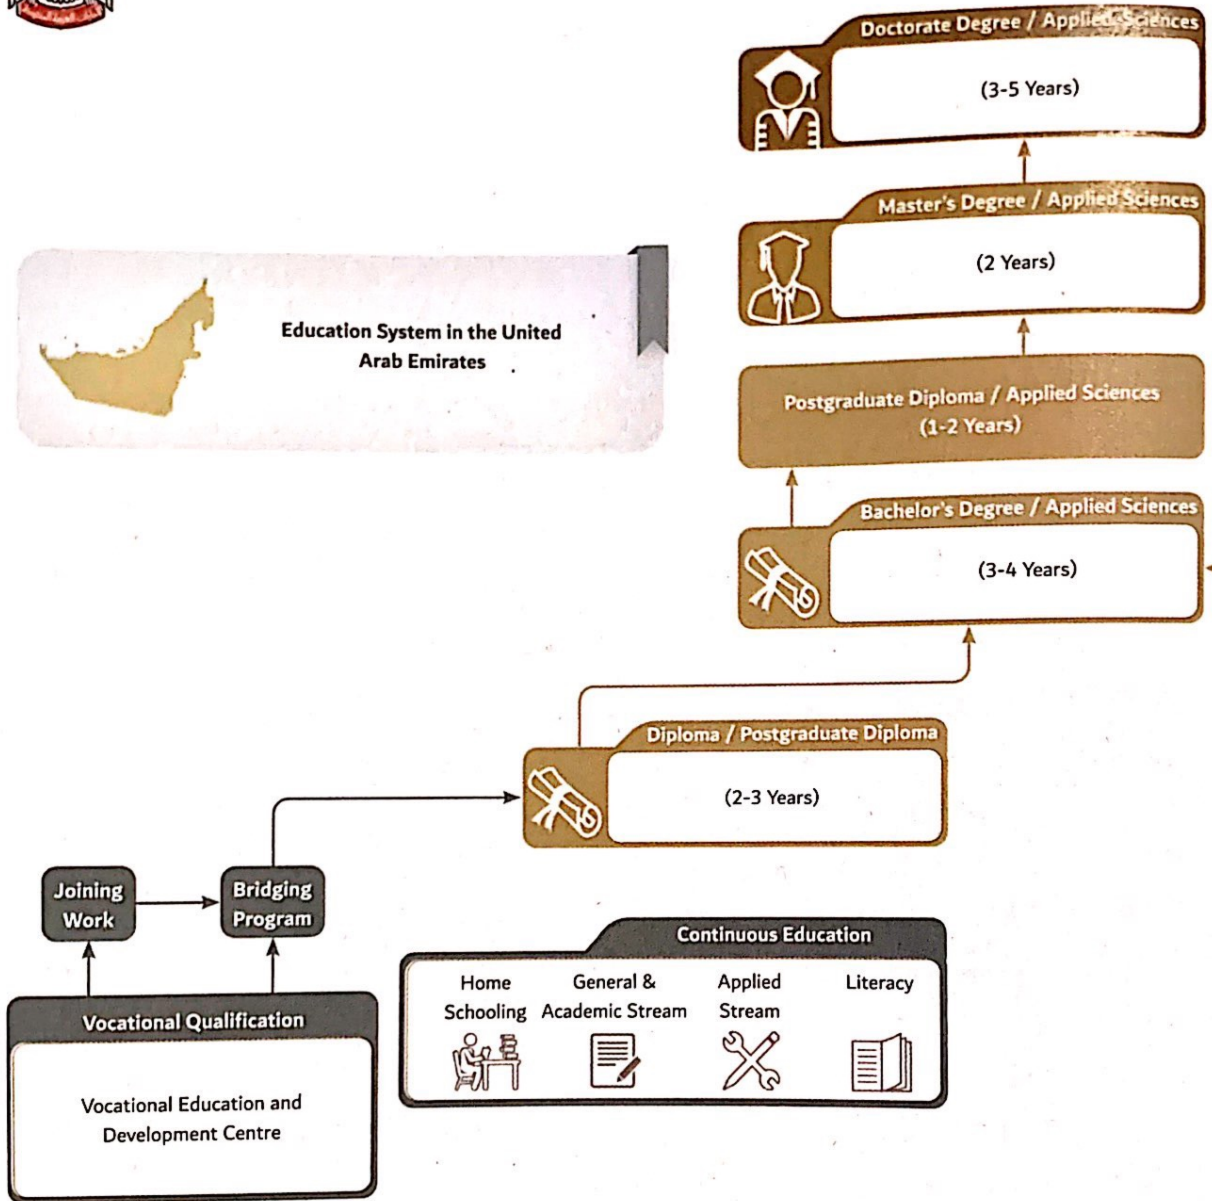 Doctorate Degree / Applied Sciences
(3-5 Years)
Master's Degree / Applied Sciences
(2 Years)
Education System in the United
Arab Emirates
Postgraduate Diploma / Applied Sciences
(1-2 Years)
Bachelor's Degree / Applied Sciences
(3-4 Years)
Diploma / Postgraduate Diploma
(2-3 Years)
Joining
Work
Bridging
Program
Continuous Education
Home
Schooling
General &
Academic Stream
Applied
Stream
Literacy
Vocational Qualification
Vocational Education and
Development Centre